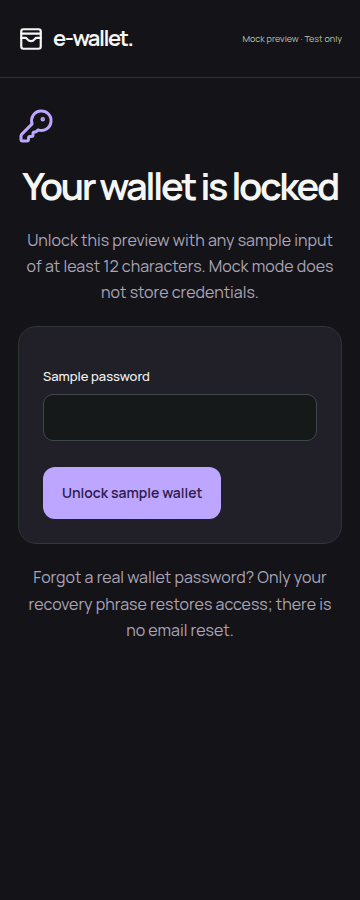 e-wallet.
Mock preview · Test only
Your wallet is locked
Unlock this preview with any sample input
of at least 12 characters. Mock mode does
not store credentials.
Sample password
Unlock sample wallet
Forgot a real wallet password? Only your
recovery phrase restores access; there is
no email reset.